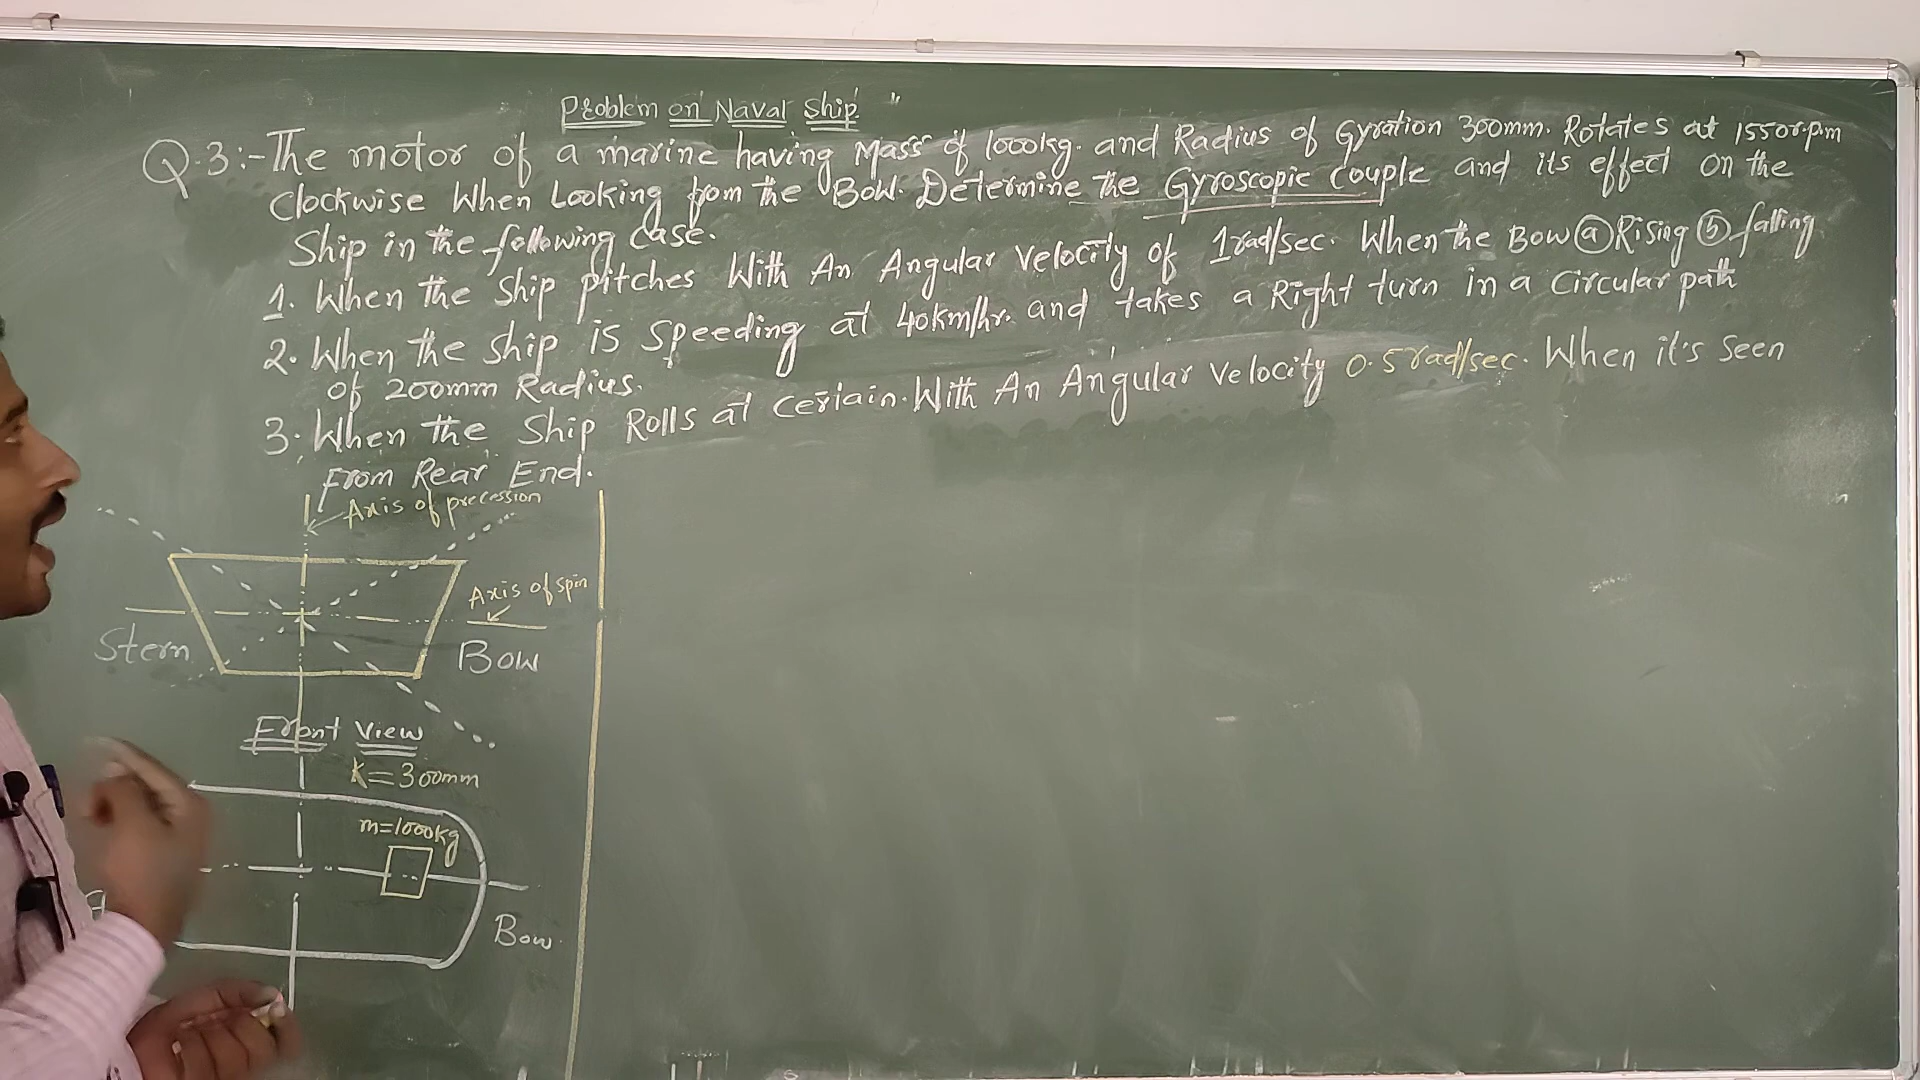 Problem on Naval Ship "
Q.3:- The motor of a marine having Mass of 1000kg. and Radius of Gyration 300mm. Rotates at 1550r.p.m
Clockwise When Looking from the Bow. Determine the Gyroscopic Couple and its effect on the
Ship in the following case.
1. When the Ship pitches With An Angular Velocity of 1rad/sec. When the Bow ⓐ Rising ⓑ falling
2. When the Ship is Speeding at 40km/hr. and takes a Right turn in a Circular path
of 200mm Radius.
3. When the Ship Rolls at Certain. With An Angular Velocity 0.5 rad/sec. When it's Seen
From Rear End.
Axis of precession
Axis of spin
Stern
Bow
Front View
K=300mm
m=1000kg
Bow.